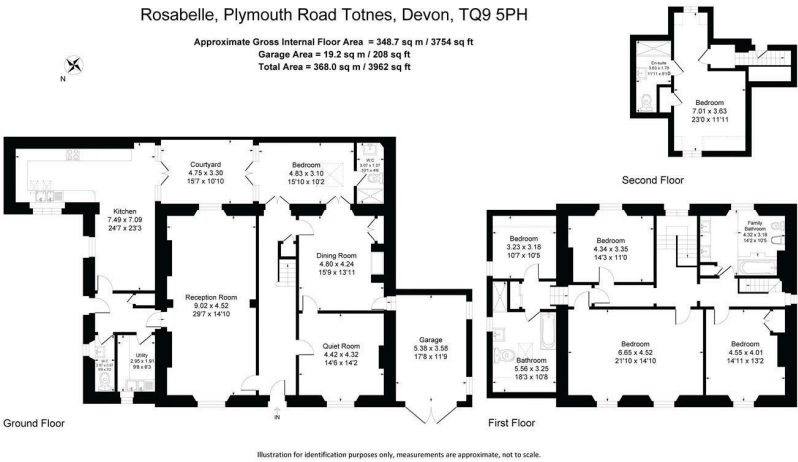 Rosabelle, Plymouth Road Totnes, Devon, TQ9 5PH
Approximate Gross Internal Floor Area = 348.7 sq m / 3754 sq ft
Garage Area = 19.2 m / 208 sq ft
Total Area = 368.0 sq m / 3962 sq ft
N
Courtyard
4.75 x 3.30
15'7 x 10'10
Bedroom
4.83 x 3.10
15'10 x 10'2
W.C
Kitchen
7.49 x 7.09
24'7 x 23'3
Dining Room
4.80 x 4.24
15'9 x 13'11
Reception Room
9.02 x 4.52
29'7 x 14'10
Quiet Room
4.42 x 4.32
14'6 x 14'2
Garage
5.38 x 3.58
17'8 x 11'9
Utility
2.95 x 1.91
9'8 x 6'3
W.C
IN
Ground Floor
En-suite
3.63 x 1.78
Bedroom
7.01 x 3.63
23'0 x 11'11
Second Floor
Bedroom
3.23 x 3.18
10'7 x 10'5
Bedroom
4.34 x 3.35
14'3 x 11'0
Family
Bathroom
4.32 x 3.18
14'2 x 10'5
Bathroom
5.56 x 3.25
18'3 x 10'8
Bedroom
6.65 x 4.52
21'10 x 14'10
Bedroom
4.55 x 4.01
14'11 x 13'2
First Floor
Illustration for identification purposes only, measurements are approximate, not to scale.